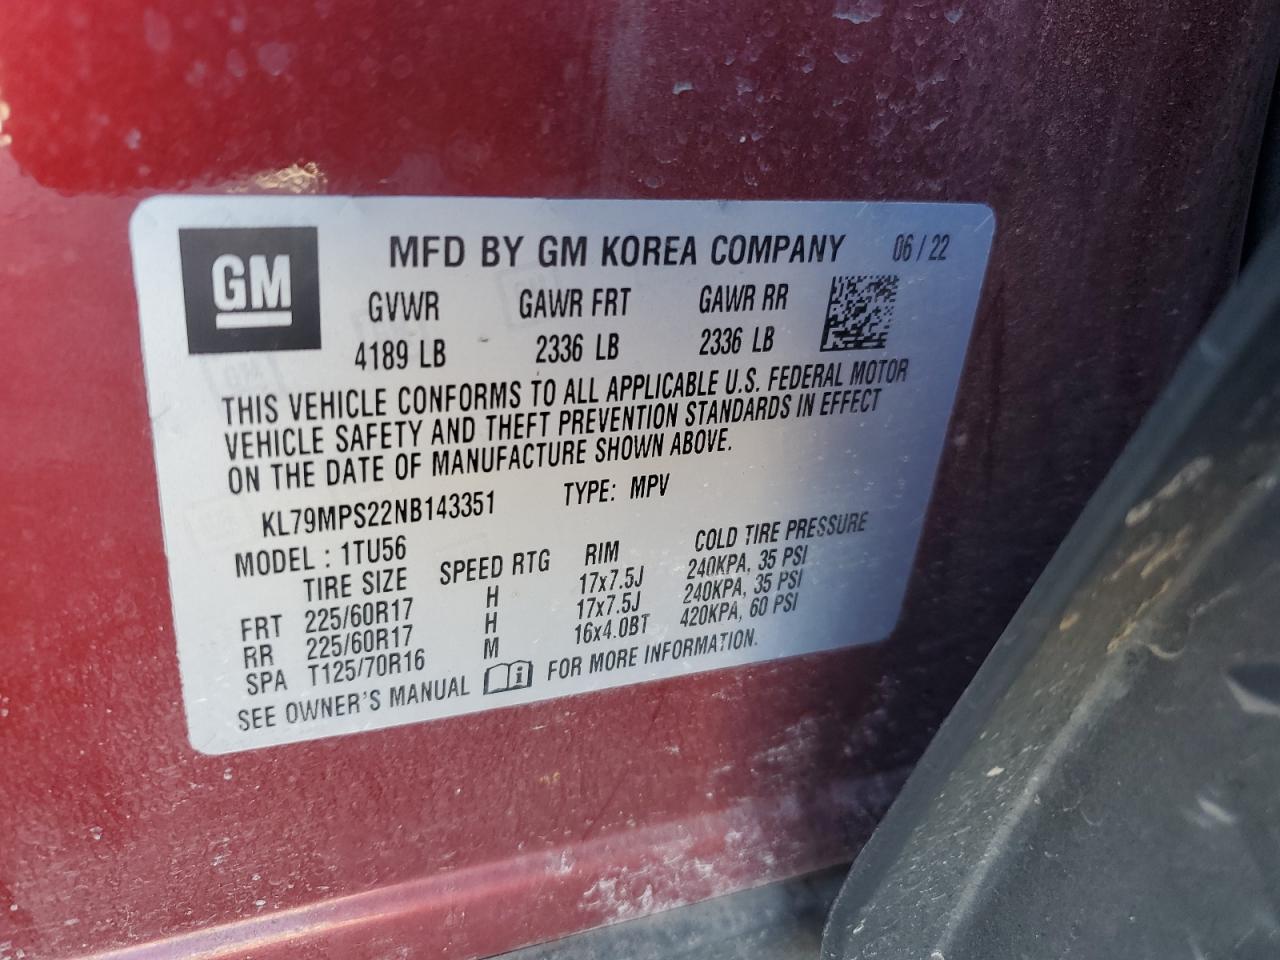 GM
MFD BY GM KOREA COMPANY 06/22
GVWR GAWR FRT GAWR RR
4189 LB 2336 LB 2336 LB
THIS VEHICLE CONFORMS TO ALL APPLICABLE U.S. FEDERAL MOTOR
VEHICLE SAFETY AND THEFT PREVENTION STANDARDS IN EFFECT
ON THE DATE OF MANUFACTURE SHOWN ABOVE.
KL79MPS22NB143351 TYPE: MPV
MODEL : 1TU56
TIRE SIZE SPEED RTG RIM COLD TIRE PRESSURE
FRT 225/60R17 H 17x7.5J 240KPA, 35 PSI
RR 225/60R17 H 17x7.5J 240KPA, 35 PSI
SPA T125/70R16 M 16x4.0BT 420KPA, 60 PSI
SEE OWNER'S MANUAL i FOR MORE INFORMATION.